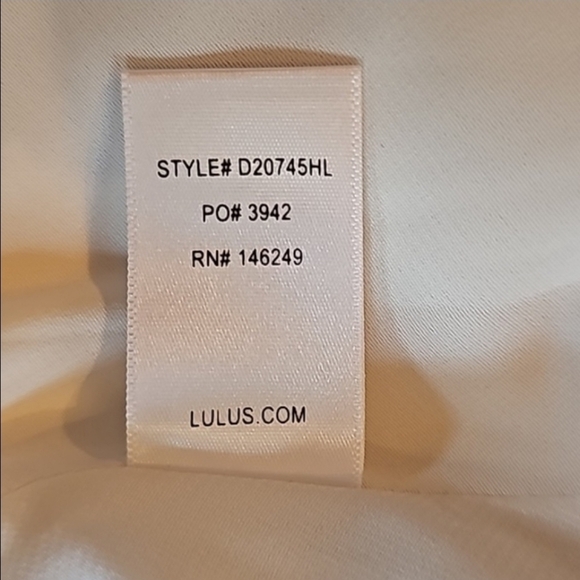 STYLE# D20745HL
PO# 3942
RN# 146249
LULUS.COM